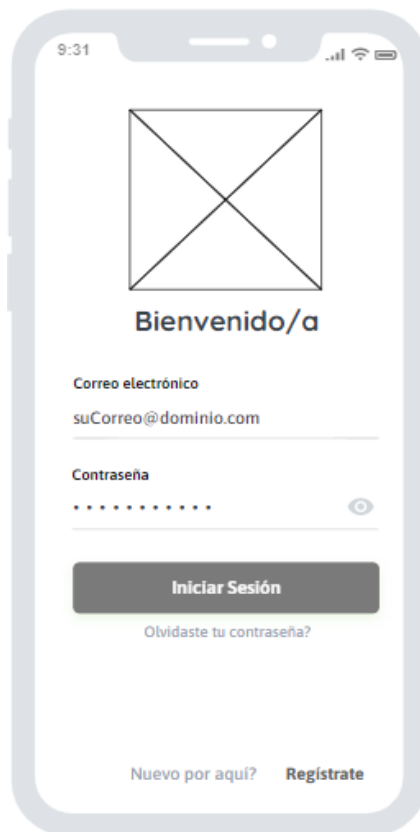 9:31
Bienvenido/a
Correo electrónico
suCorreo@dominio.com
Contraseña
• • • • • • • • • • •
Iniciar Sesión
Olvidaste tu contraseña?
Nuevo por aquí? Regístrate